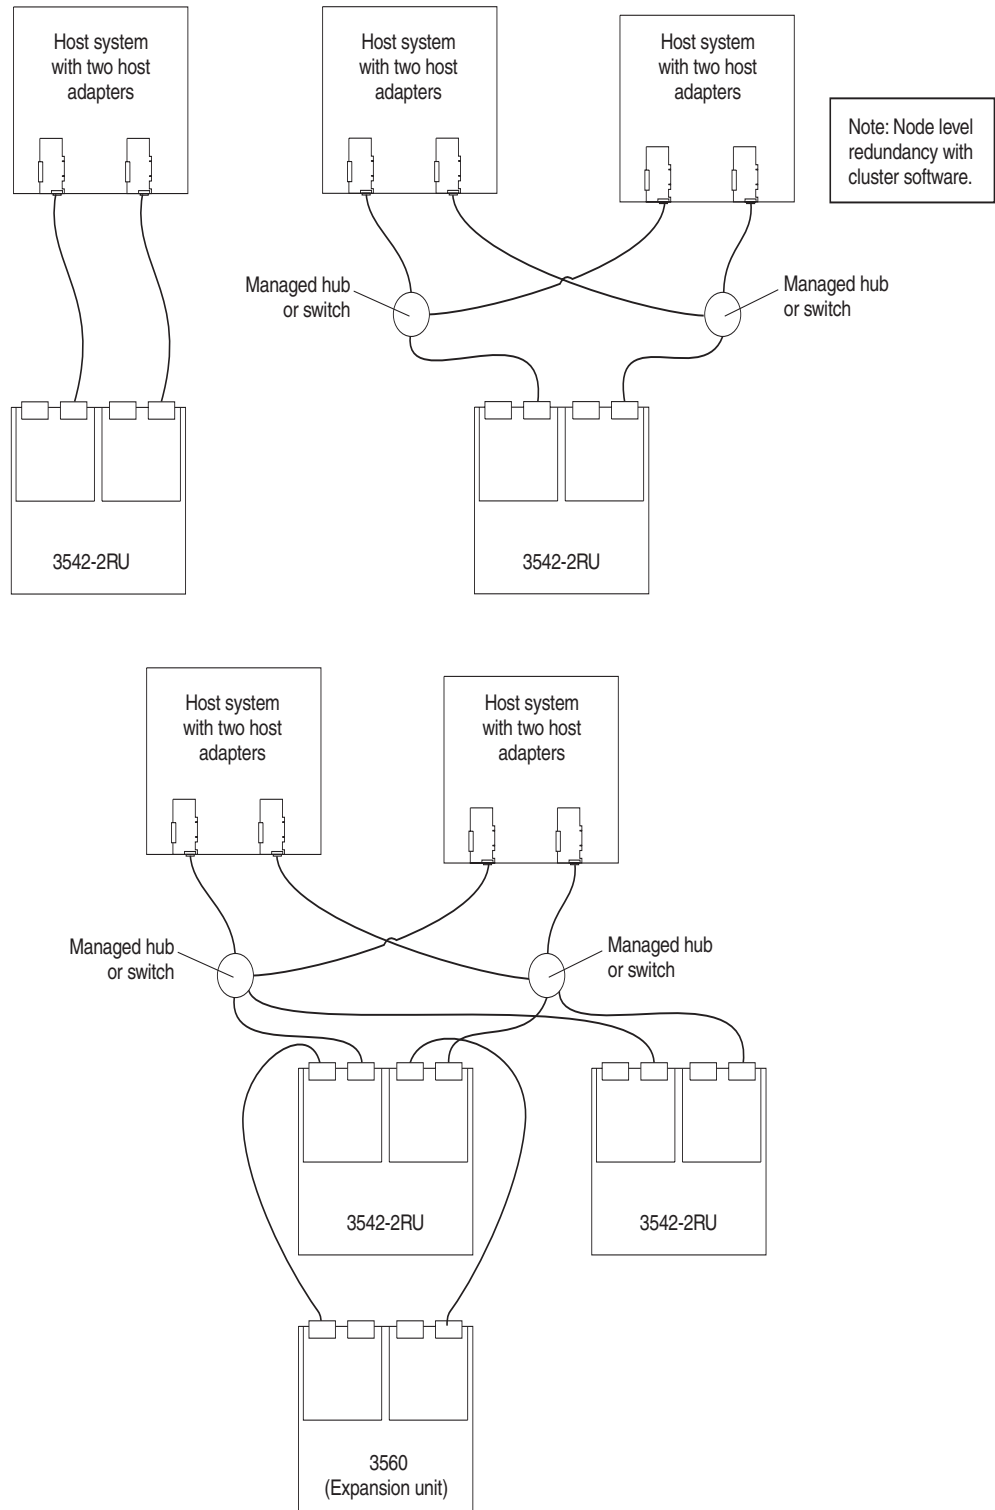 Host system
with two host
adapters
Host system
with two host
adapters
Host system
with two host
adapters
Note: Node level
redundancy with
cluster software.
Managed hub
or switch
Managed hub
or switch
3542-2RU
3542-2RU
Host system
with two host
adapters
Host system
with two host
adapters
Managed hub
or switch
Managed hub
or switch
3542-2RU
3542-2RU
3560
(Expansion unit)